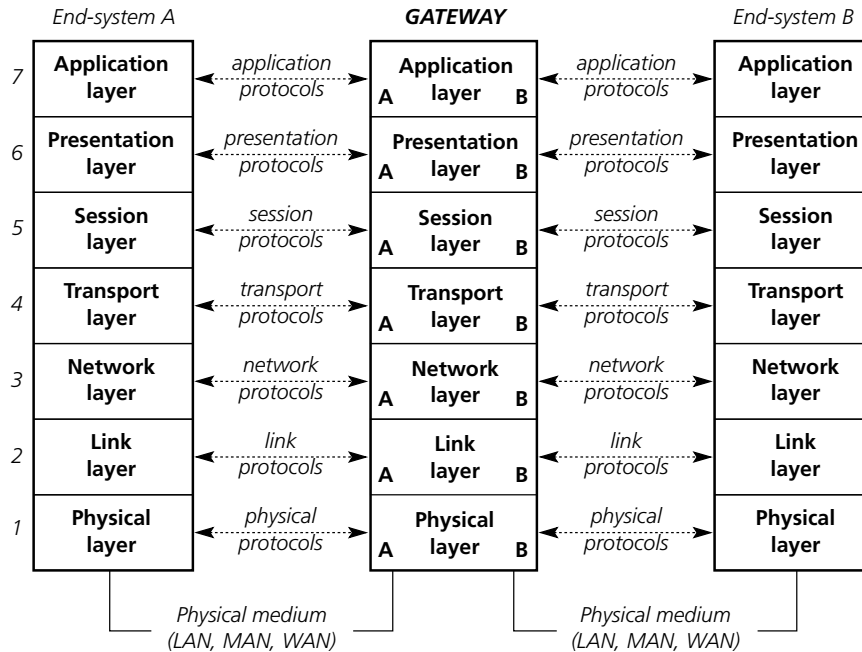 End-system A
GATEWAY
End-system B
7
Application
layer
application
protocols
A
Application
layer
B
application
protocols
Application
layer
6
Presentation
layer
presentation
protocols
A
Presentation
layer
B
presentation
protocols
Presentation
layer
5
Session
layer
session
protocols
A
Session
layer
B
session
protocols
Session
layer
4
Transport
layer
transport
protocols
A
Transport
layer
B
transport
protocols
Transport
layer
3
Network
layer
network
protocols
A
Network
layer
B
network
protocols
Network
layer
2
Link
layer
link
protocols
A
Link
layer
B
link
protocols
Link
layer
1
Physical
layer
physical
protocols
A
Physical
layer
B
physical
protocols
Physical
layer
Physical medium
(LAN, MAN, WAN)
Physical medium
(LAN, MAN, WAN)